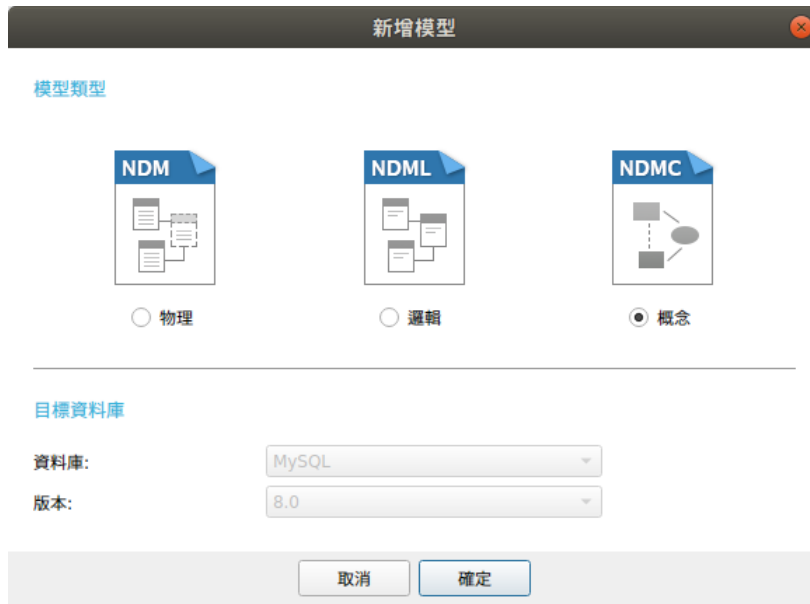 新增模型
模型類型
NDM NDML NDMC
物理 邏輯 概念
目標資料庫
資料庫: MySQL
版本: 8.0
取消 確定